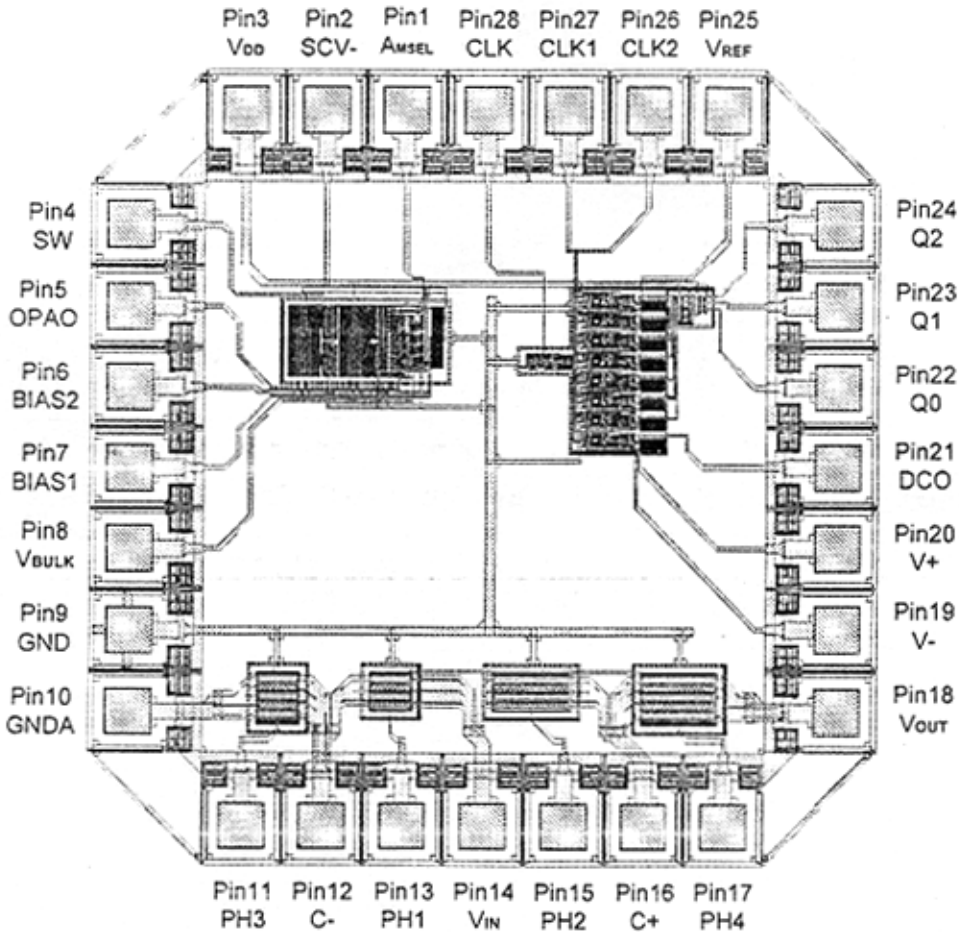 Pin3 Pin2 Pin1 Pin28 Pin27 Pin26 Pin25
VDD SCV- AMSEL CLK CLK1 CLK2 VREF
Pin4
SW
Pin5
OPAO
Pin6
BIAS2
Pin7
BIAS1
Pin8
VBULK
Pin9
GND
Pin10
GNDA
Pin24
Q2
Pin23
Q1
Pin22
Q0
Pin21
DCO
Pin20
V+
Pin19
V-
Pin18
VOUT
Pin11 Pin12 Pin13 Pin14 Pin15 Pin16 Pin17
PH3 C- PH1 VIN PH2 C+ PH4